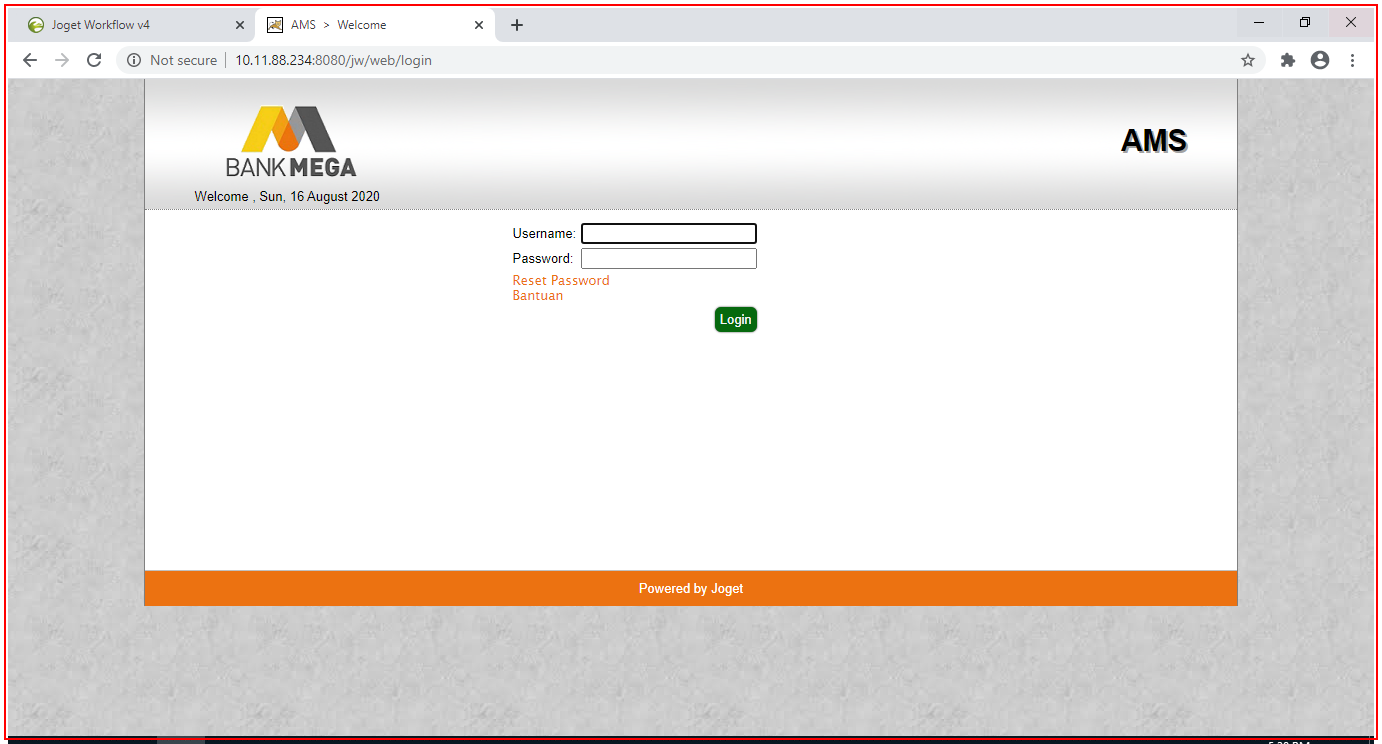 Joget Workflow v4
AMS > Welcome
Not secure | 10.11.88.234:8080/jw/web/login
BANK MEGA
AMS
Welcome , Sun, 16 August 2020
Username:
Password:
Reset Password
Bantuan
Login
Powered by Joget